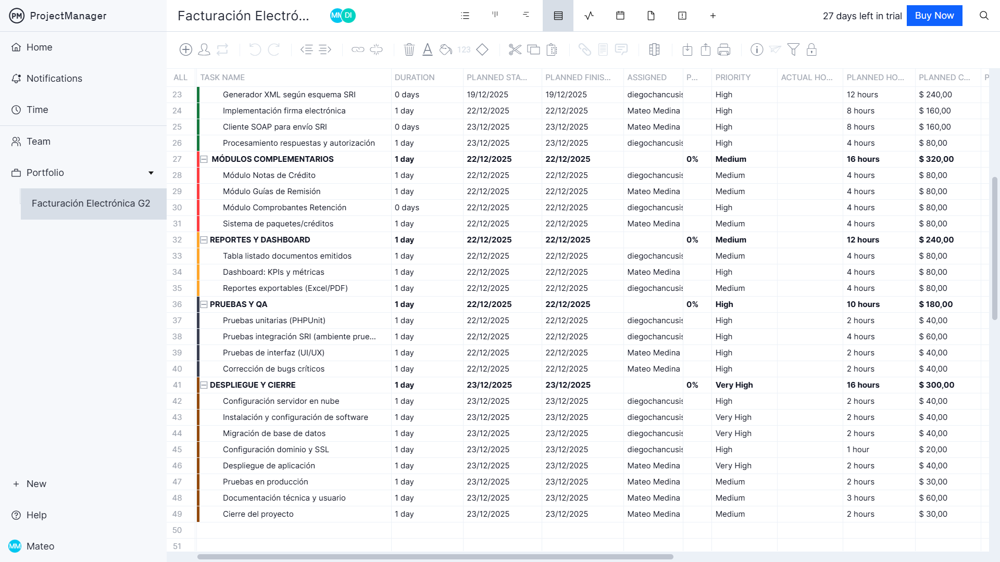 PM ProjectManager
Facturación Electró...
MM DI
27 days left in trial
Buy Now
Home
Notifications
Time
Team
Portfolio
Facturación Electrónica G2
New
Help
MM Mateo
123
ALL TASK NAME DURATION PLANNED STA... PLANNED FINIS... ASSIGNED P... PRIORITY ACTUAL HO... PLANNED HO... PLANNED C... P
23 Generador XML según esquema SRI 0 days 19/12/2025 19/12/2025 diegochancusis High 12 hours $ 240,00
24 Implementación firma electrónica 1 day 22/12/2025 22/12/2025 Mateo Medina High 8 hours $ 160,00
25 Cliente SOAP para envío SRI 0 days 23/12/2025 23/12/2025 Mateo Medina High 8 hours $ 160,00
26 Procesamiento respuestas y autorización 1 day 23/12/2025 23/12/2025 diegochancusis High 4 hours $ 80,00
27 MÓDULOS COMPLEMENTARIOS 1 day 22/12/2025 22/12/2025 0% Medium 16 hours $ 320,00
28 Módulo Notas de Crédito 1 day 22/12/2025 22/12/2025 diegochancusis Medium 4 hours $ 80,00
29 Módulo Guías de Remisión 1 day 22/12/2025 22/12/2025 Mateo Medina Medium 4 hours $ 80,00
30 Módulo Comprobantes Retención 0 days 22/12/2025 22/12/2025 diegochancusis High 4 hours $ 80,00
31 Sistema de paquetes/créditos 1 day 22/12/2025 22/12/2025 Mateo Medina Medium 4 hours $ 80,00
32 REPORTES Y DASHBOARD 1 day 22/12/2025 22/12/2025 0% Medium 12 hours $ 240,00
33 Tabla listado documentos emitidos 1 day 22/12/2025 22/12/2025 diegochancusis Medium 4 hours $ 80,00
34 Dashboard: KPIs y métricas 1 day 22/12/2025 22/12/2025 Mateo Medina High 4 hours $ 80,00
35 Reportes exportables (Excel/PDF) 1 day 22/12/2025 22/12/2025 diegochancusis Medium 4 hours $ 80,00
36 PRUEBAS Y QA 1 day 22/12/2025 22/12/2025 0% High 10 hours $ 180,00
37 Pruebas unitarias (PHPUnit) 1 day 22/12/2025 22/12/2025 diegochancusis High 2 hours $ 40,00
38 Pruebas integración SRI (ambiente prue... 1 day 22/12/2025 22/12/2025 diegochancusis High 4 hours $ 60,00
39 Pruebas de interfaz (UI/UX) 1 day 22/12/2025 22/12/2025 Mateo Medina High 2 hours $ 40,00
40 Corrección de bugs críticos 1 day 22/12/2025 22/12/2025 Mateo Medina High 2 hours $ 40,00
41 DESPLIEGUE Y CIERRE 1 day 23/12/2025 23/12/2025 0% Very High 16 hours $ 300,00
42 Configuración servidor en nube 1 day 23/12/2025 23/12/2025 diegochancusis High 2 hours $ 40,00
43 Instalación y configuración de software 1 day 23/12/2025 23/12/2025 diegochancusis Very High 2 hours $ 40,00
44 Migración de base de datos 1 day 23/12/2025 23/12/2025 diegochancusis Very High 2 hours $ 40,00
45 Configuración dominio y SSL 1 day 23/12/2025 23/12/2025 diegochancusis High 1 hour $ 20,00
46 Despliegue de aplicación 1 day 23/12/2025 23/12/2025 Mateo Medina Very High 2 hours $ 40,00
47 Pruebas en producción 1 day 23/12/2025 23/12/2025 Mateo Medina Medium 2 hours $ 30,00
48 Documentación técnica y usuario 1 day 23/12/2025 23/12/2025 Mateo Medina Medium 3 hours $ 60,00
49 Cierre del proyecto 1 day 23/12/2025 23/12/2025 Mateo Medina Medium 2 hours $ 30,00
50
51